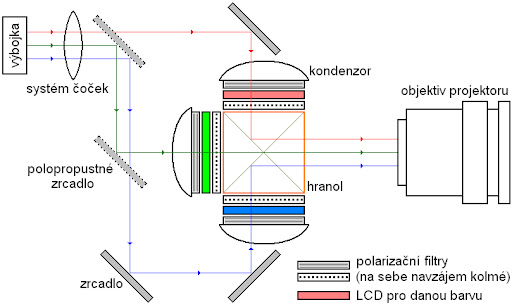 výbojka
systém čoček
kondenzor
objektiv projektoru
polopropustné
zrcadlo
hranol
zrcadlo
polarizační filtry
(na sebe navzájem kolmé)
LCD pro danou barvu